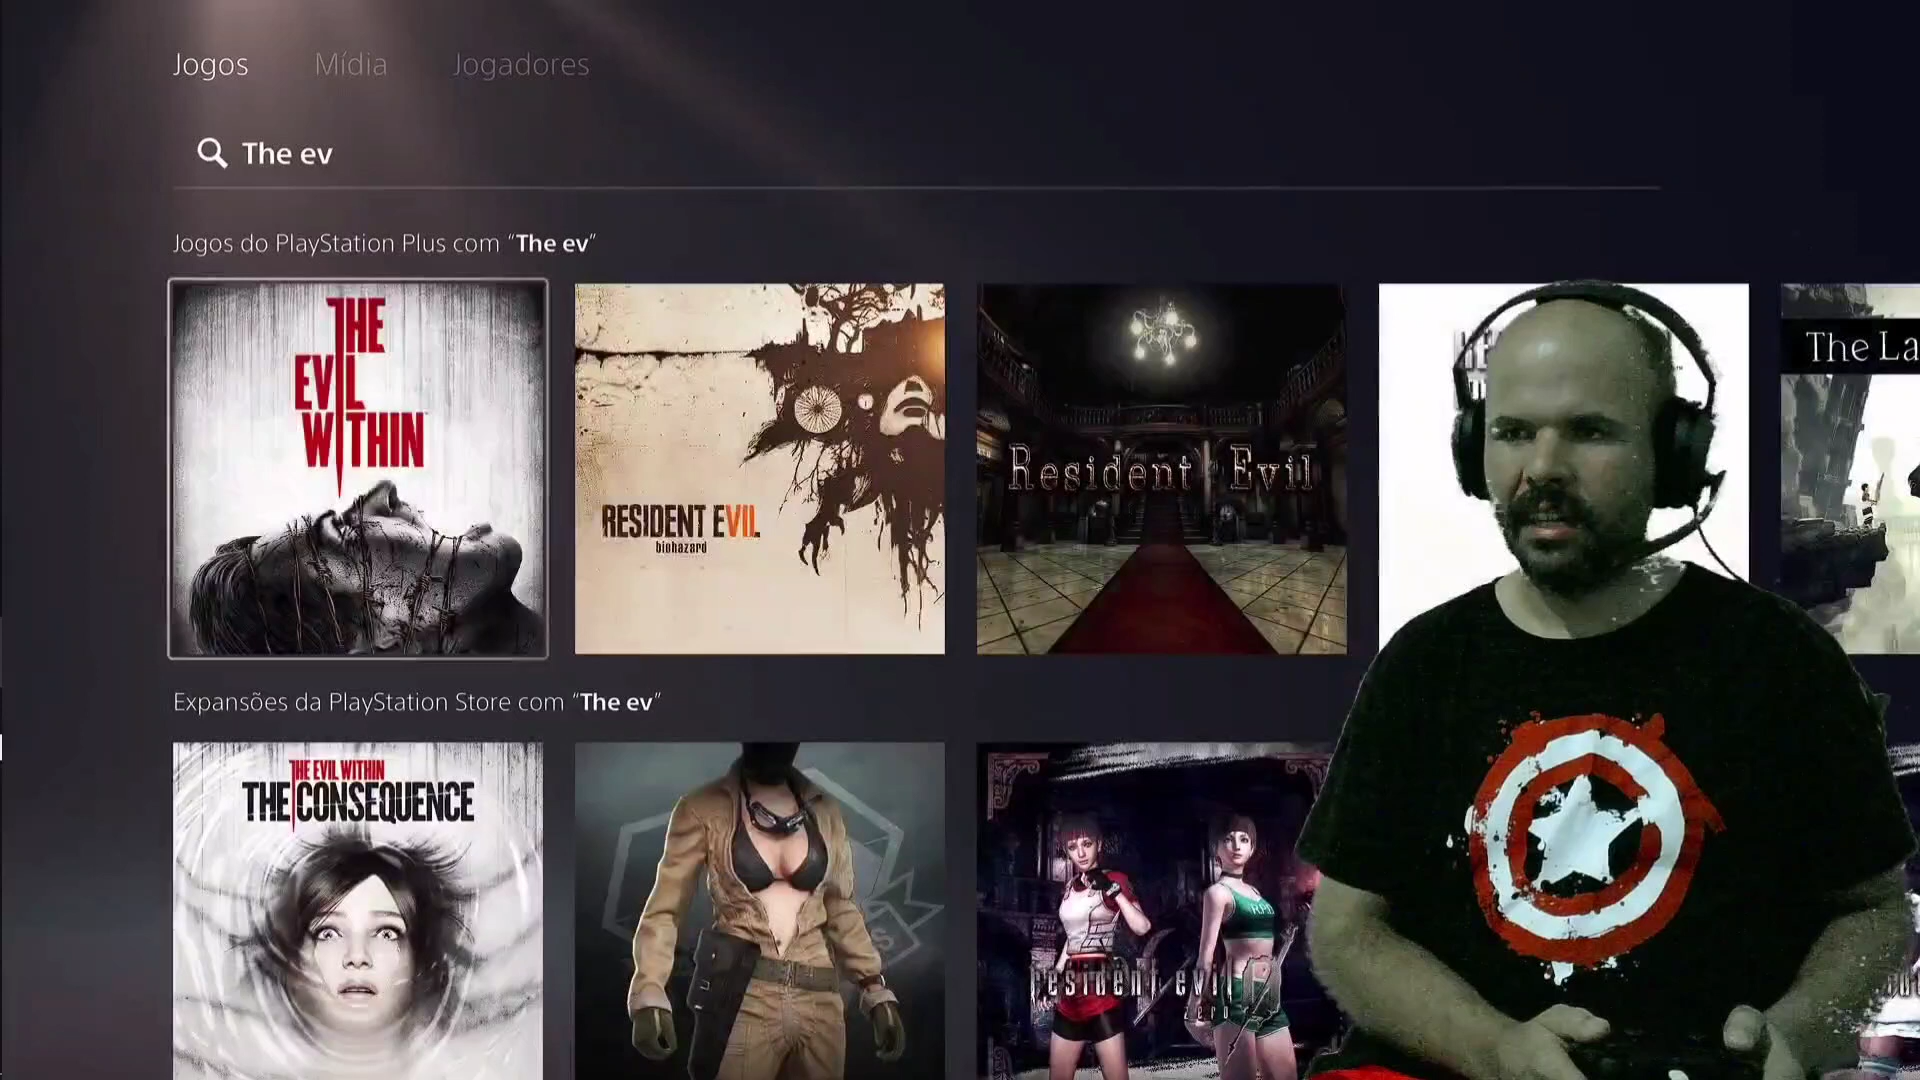 Jogos Mídia Jogadores
The ev
Jogos do PlayStation Plus com “The ev”
THE
EVIL
WITHIN
RESIDENT EVIL
biohazard
Resident Evil
The La
Expansões da PlayStation Store com “The ev”
THE EVIL WITHIN
THE CONSEQUENCE
R.P.D.
resident evil
zero